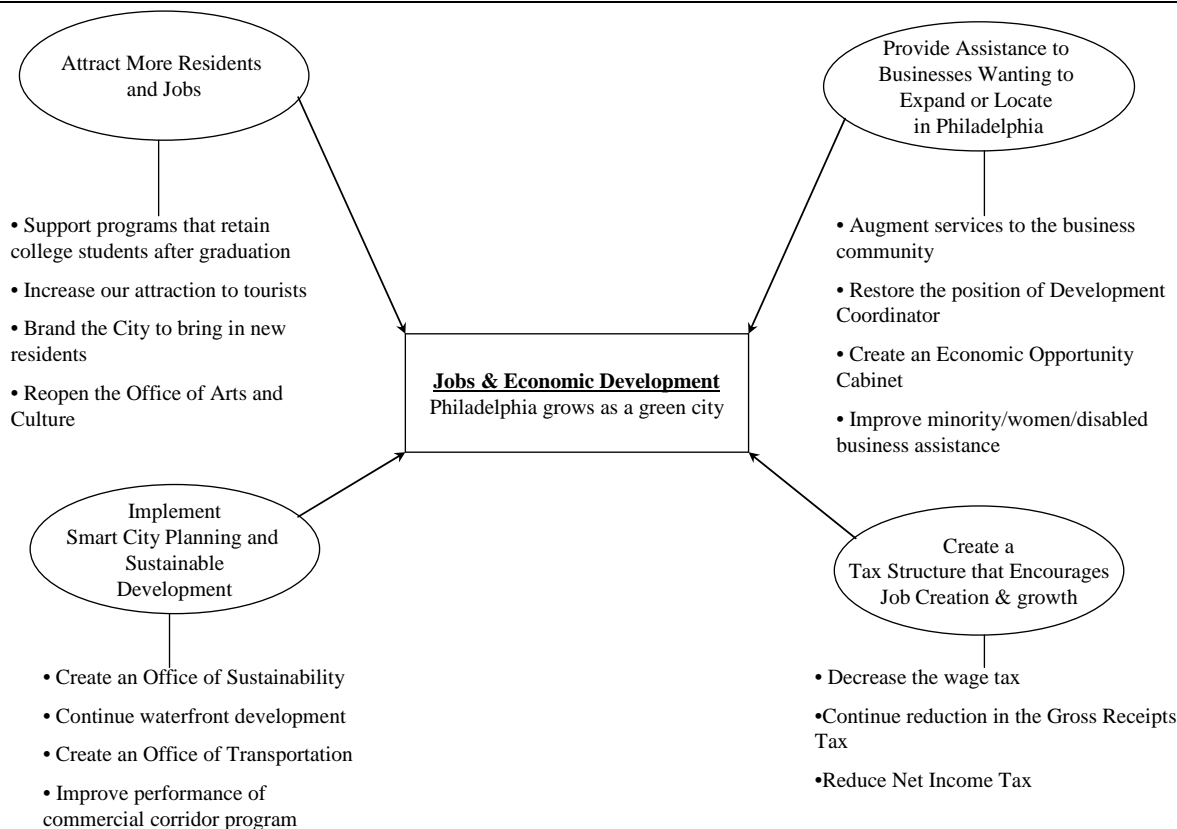 Attract More Residents
and Jobs
• Support programs that retain
college students after graduation
• Increase our attraction to tourists
• Brand the City to bring in new
residents
• Reopen the Office of Arts and
Culture
Provide Assistance to
Businesses Wanting to
Expand or Locate
in Philadelphia
• Augment services to the business
community
• Restore the position of Development
Coordinator
• Create an Economic Opportunity
Cabinet
• Improve minority/women/disabled
business assistance
Jobs & Economic Development
Philadelphia grows as a green city
Implement
Smart City Planning and
Sustainable
Development
• Create an Office of Sustainability
• Continue waterfront development
• Create an Office of Transportation
• Improve performance of
commercial corridor program
Create a
Tax Structure that Encourages
Job Creation & growth
• Decrease the wage tax
•Continue reduction in the Gross Receipts
Tax
•Reduce Net Income Tax